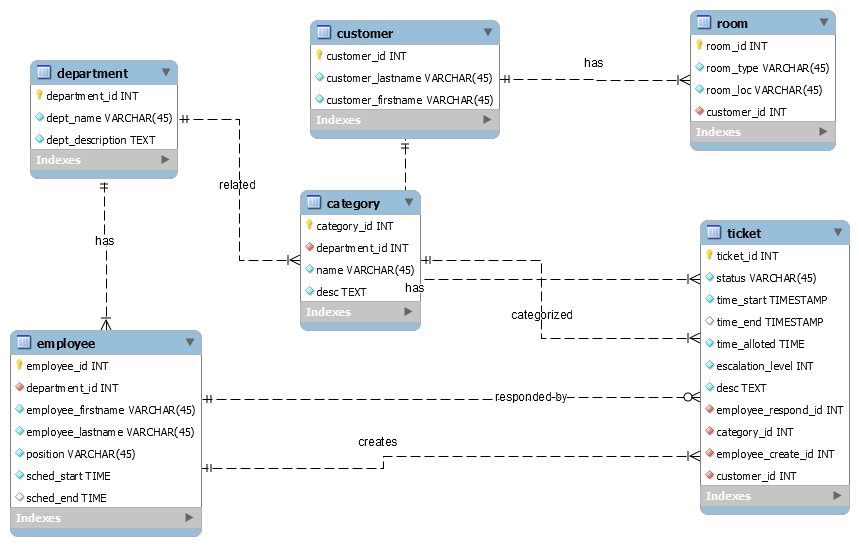 customer
customer_id INT
customer_lastname VARCHAR(45)
customer_firstname VARCHAR(45)
Indexes
has
room
room_id INT
room_type VARCHAR(45)
room_loc VARCHAR(45)
customer_id INT
Indexes
department
department_id INT
dept_name VARCHAR(45)
dept_description TEXT
Indexes
related
has
category
category_id INT
department_id INT
name VARCHAR(45)
desc TEXT
Indexes
has
categorized
ticket
ticket_id INT
status VARCHAR(45)
time_start TIMESTAMP
time_end TIMESTAMP
time_alloted TIME
escalation_level INT
desc TEXT
employee_respond_id INT
category_id INT
employee_create_id INT
customer_id INT
Indexes
employee
employee_id INT
department_id INT
employee_firstname VARCHAR(45)
employee_lastname VARCHAR(45)
position VARCHAR(45)
sched_start TIME
sched_end TIME
Indexes
responded-by
creates